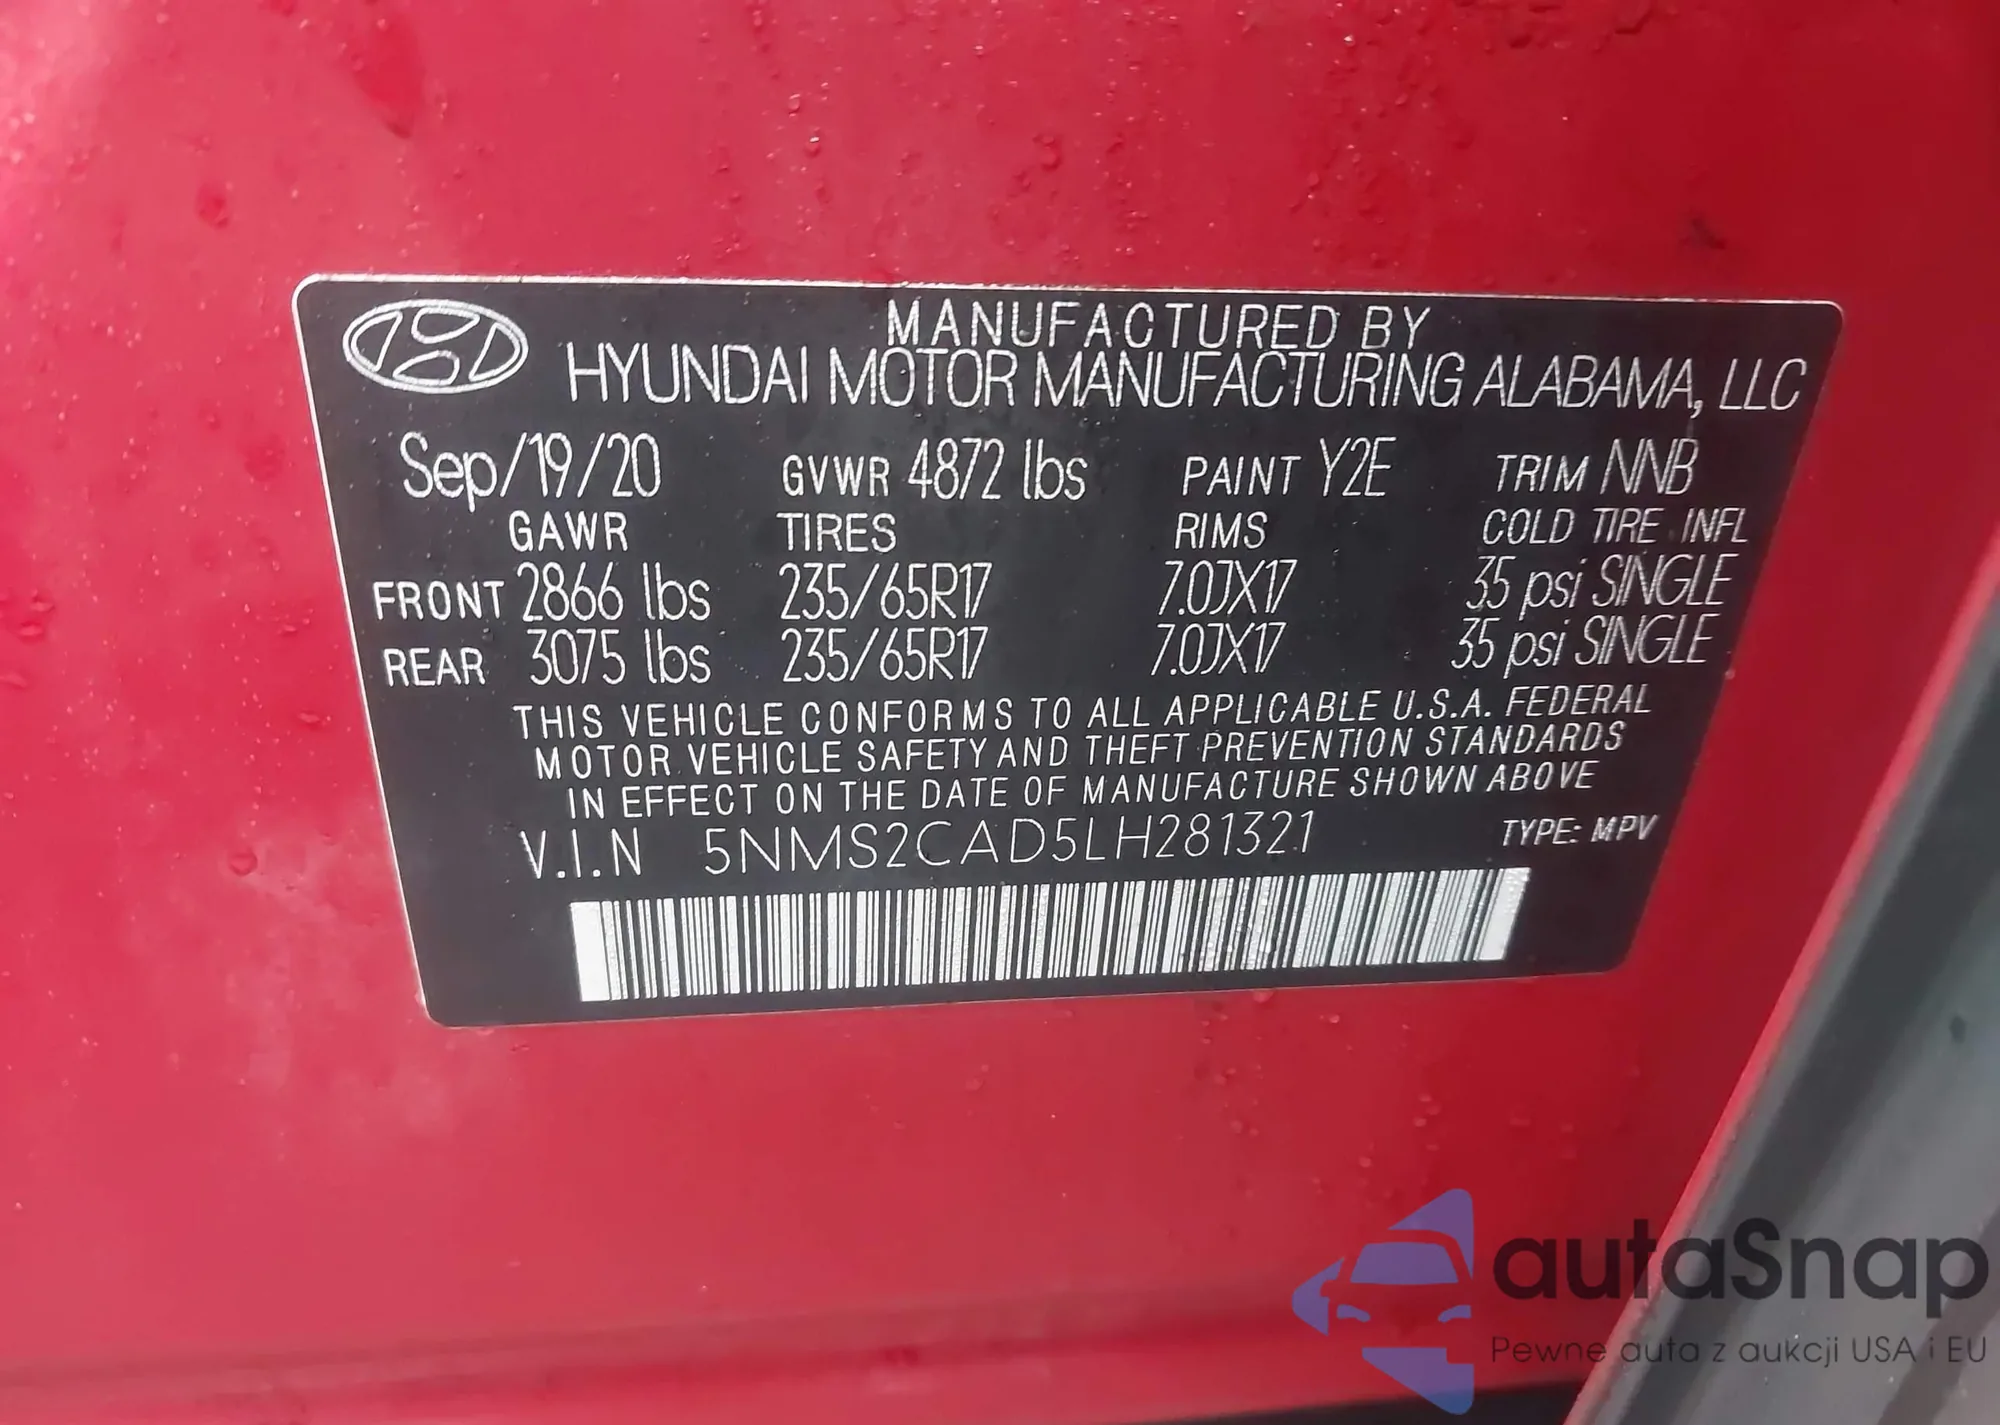 MANUFACTURED BY
HYUNDAI MOTOR MANUFACTURING ALABAMA, LLC
Sep/19/20 GVWR 4872 lbs PAINT Y2E TRIM NNB
GAWR TIRES RIMS COLD TIRE INFL
FRONT 2866 lbs 235/65R17 7.0JX17 35 psi SINGLE
REAR 3075 lbs 235/65R17 7.0JX17 35 psi SINGLE
THIS VEHICLE CONFORMS TO ALL APPLICABLE U.S.A. FEDERAL
MOTOR VEHICLE SAFETY AND THEFT PREVENTION STANDARDS
IN EFFECT ON THE DATE OF MANUFACTURE SHOWN ABOVE
V.I.N 5NMS2CAD5LH281321 TYPE: MPV
autaSnap
Pewne auta z aukcji USA i EU